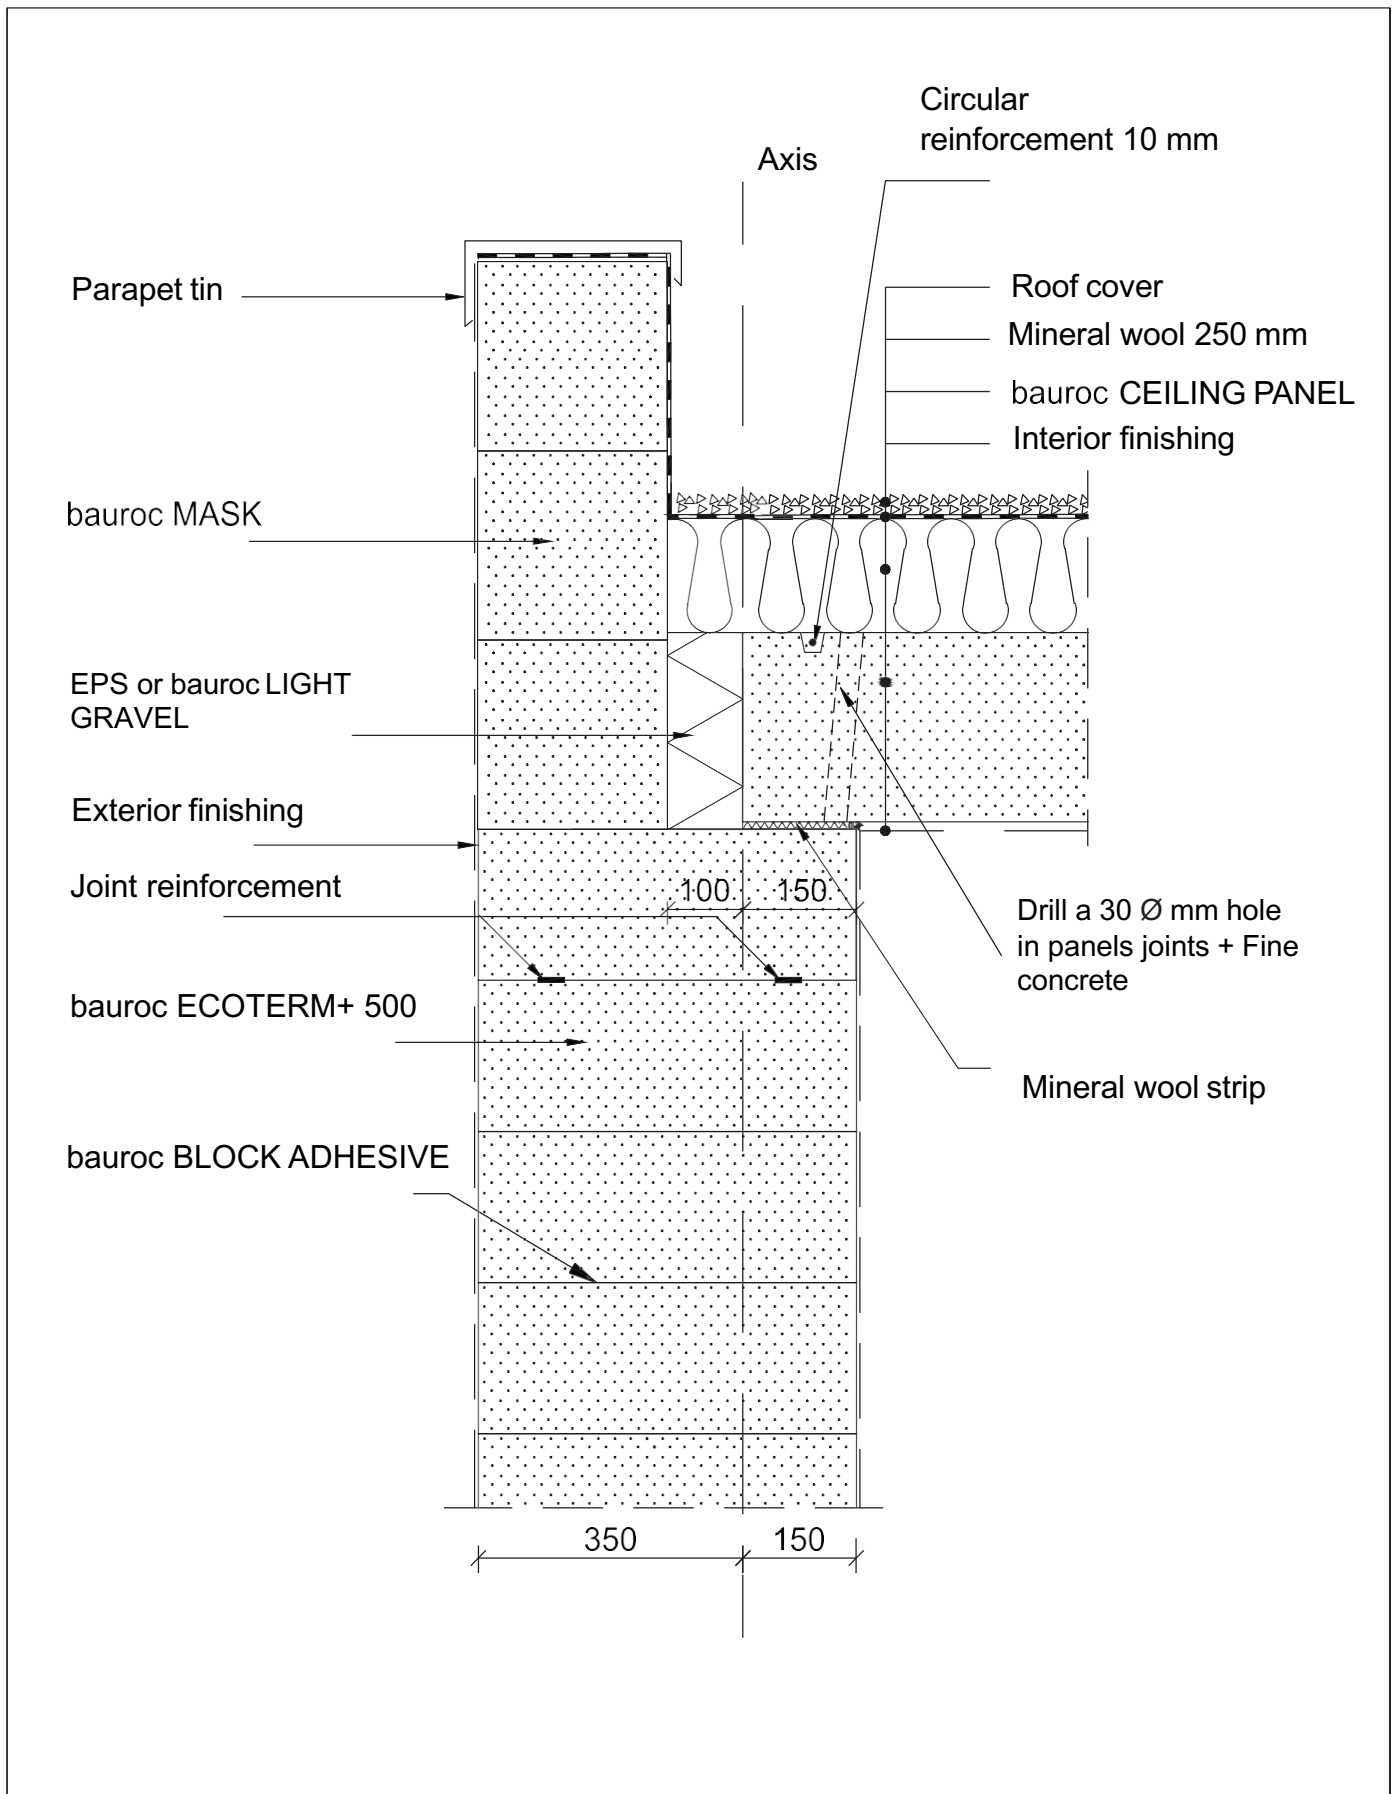 Circular
reinforcement 10 mm
Axis
Parapet tin
Roof cover
Mineral wool 250 mm
bauroc CEILING PANEL
Interior finishing
bauroc MASK
EPS or bauroc LIGHT
GRAVEL
Exterior finishing
Joint reinforcement
100
150
Drill a 30 Ø mm hole
in panels joints + Fine
concrete
bauroc ECOTERM+ 500
Mineral wool strip
bauroc BLOCK ADHESIVE
350
150